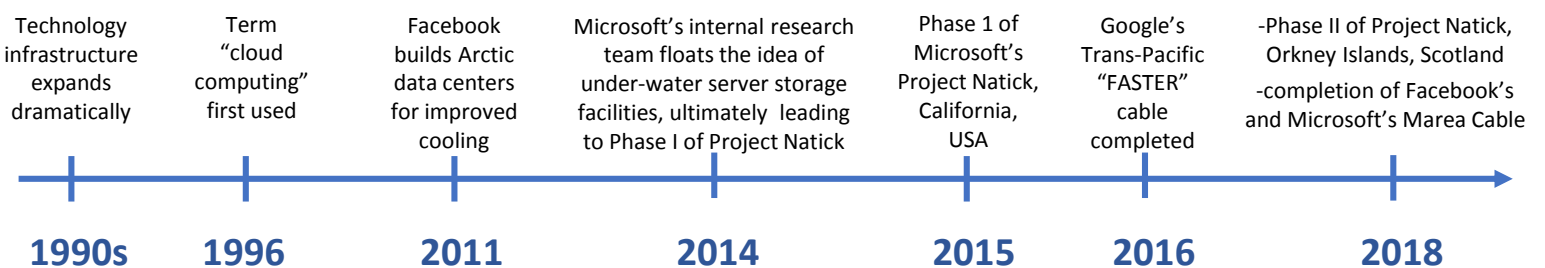 Technology
infrastructure
expands
dramatically
Term
“cloud
computing”
first used
Facebook
builds Arctic
data centers
for improved
cooling
Microsoft’s internal research
team floats the idea of
under-water server storage
facilities, ultimately leading
to Phase I of Project Natick
Phase 1 of
Microsoft’s
Project Natick,
California,
USA
Google’s
Trans-Pacific
“FASTER”
cable
completed
-Phase II of Project Natick,
Orkney Islands, Scotland
-completion of Facebook’s
and Microsoft’s Marea Cable
1990s
1996
2011
2014
2015
2016
2018